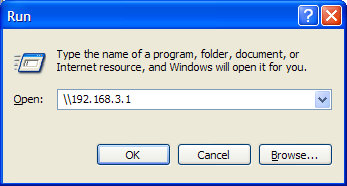 Run
Type the name of a program, folder, document, or
Internet resource, and Windows will open it for you.
Open: \\192.168.3.1
OK Cancel Browse...